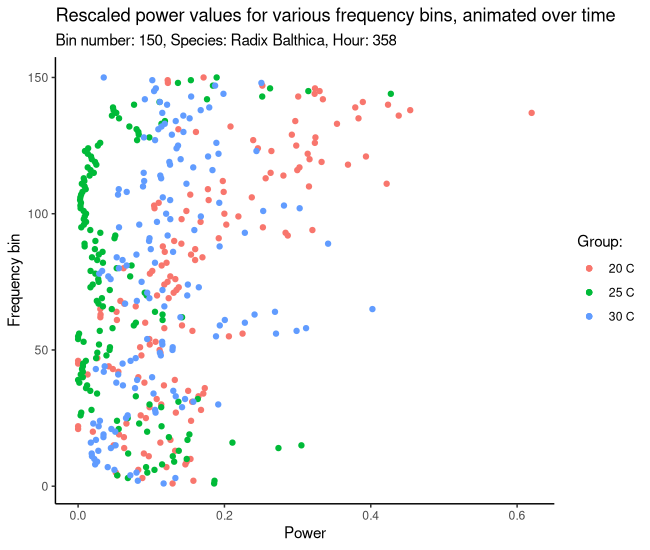 Rescaled power values for various frequency bins, animated over time
Bin number: 150, Species: Radix Balthica, Hour: 358
150
100
50
0
Frequency bin
0.0
0.2
0.4
0.6
Power
Group:
20 C
25 C
30 C